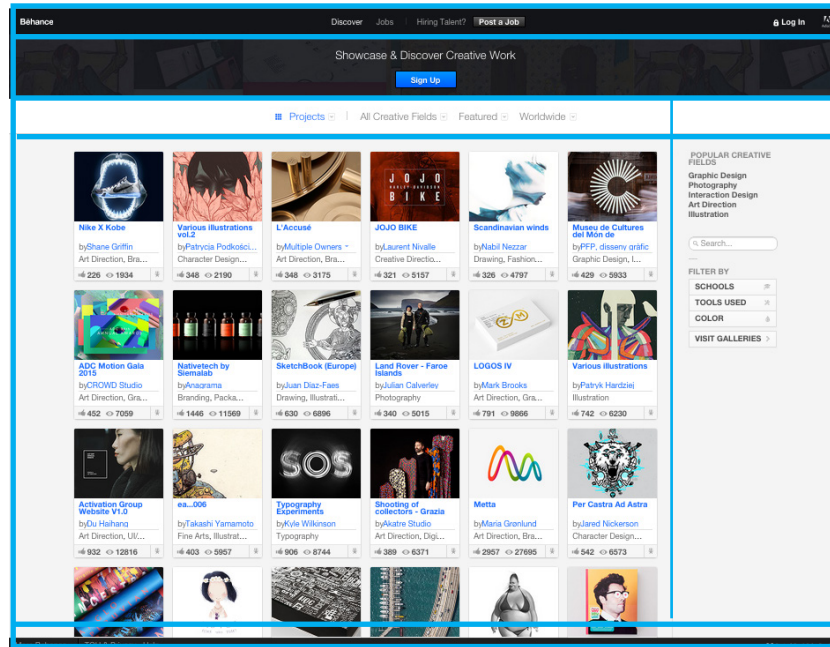 Bēhance
Discover Jobs Hiring Talent? Post a Job
Log In
Showcase & Discover Creative Work
Sign Up
Projects All Creative Fields Featured Worldwide
Nike X Kobe
byShane Griffin
Art Direction, Bra...
226 1934
Various illustrations
vol.2
byPatrycja Podkości...
Character Design...
348 2190
L'Accusé
byMultiple Owners
Art Direction, Bra...
348 3175
JOJO
HARLEY-DAVIDSON
BIKE
JOJO BIKE
byLaurent Nivalle
Creative Directio...
321 5157
Scandinavian winds
byNabil Nezzar
Drawing, Fashion...
326 4797
Museu de Cultures
del Món de
byPFP, disseny gràfic
Graphic Design, I...
429 5933
ADC Motion Gala
2015
byCROWD Studio
Art Direction, Gra...
452 7059
Nativetech by
Siemalab
byAnagrama
Branding, Packa...
1446 11569
SketchBook (Europe)
byJuan Diaz-Faes
Drawing, Illustrati...
630 6896
Land Rover - Faroe
Islands
byJulian Calverley
Photography
340 5015
LOGOS IV
byMark Brooks
Art Direction, Gra...
791 9866
Various illustrations
byPatryk Hardziej
Illustration
742 6230
Activation Group
Website V1.0
byDu Haihang
Art Direction, UI/...
932 12816
ea...006
byTakashi Yamamoto
Fine Arts, Illustrat...
403 5957
SOS
Typography
Experiments
byKyle Wilkinson
Typography
906 8744
Shooting of
collectors - Grazia
byAkatre Studio
Art Direction, Digi...
389 6371
Metta
byMaria Grønlund
Art Direction, Bra...
2957 27695
Per Castra Ad Astra
byJared Nickerson
Character Design...
542 6573
POPULAR CREATIVE
FIELDS
Graphic Design
Photography
Interaction Design
Art Direction
Illustration
Search...
FILTER BY
SCHOOLS
TOOLS USED
COLOR
VISIT GALLERIES